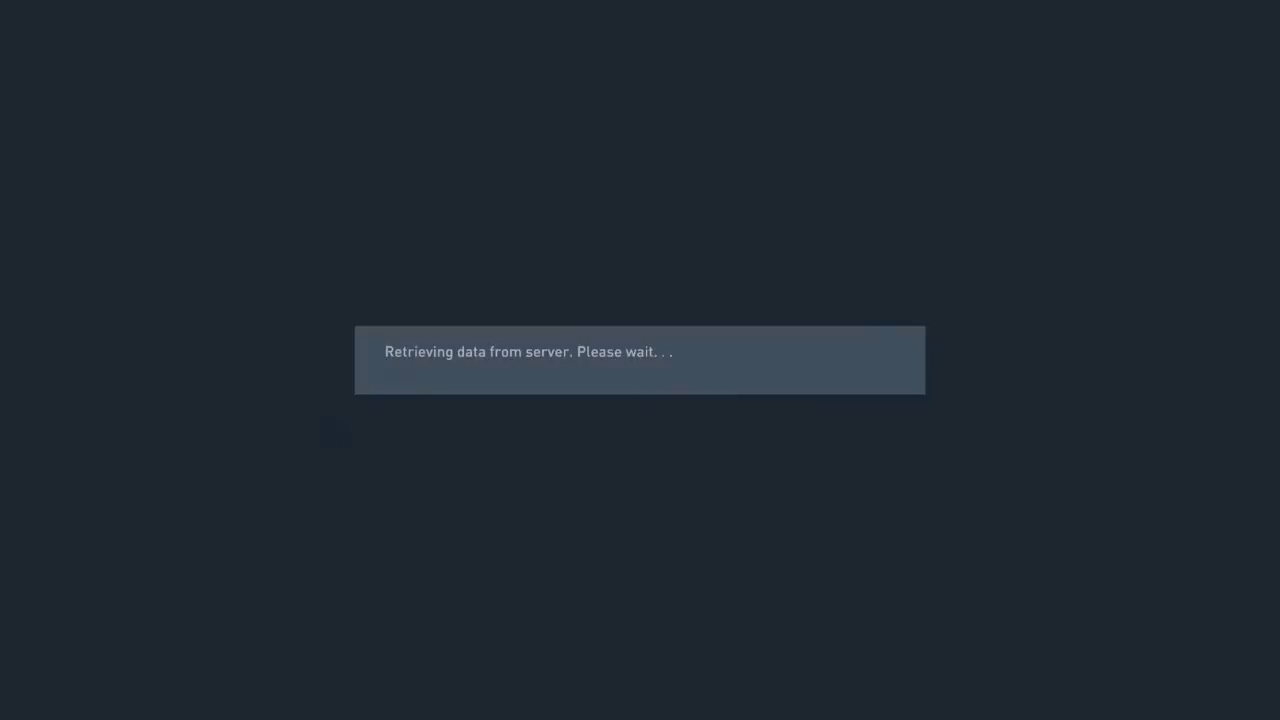 Retrieving data from server. Please wait. . .